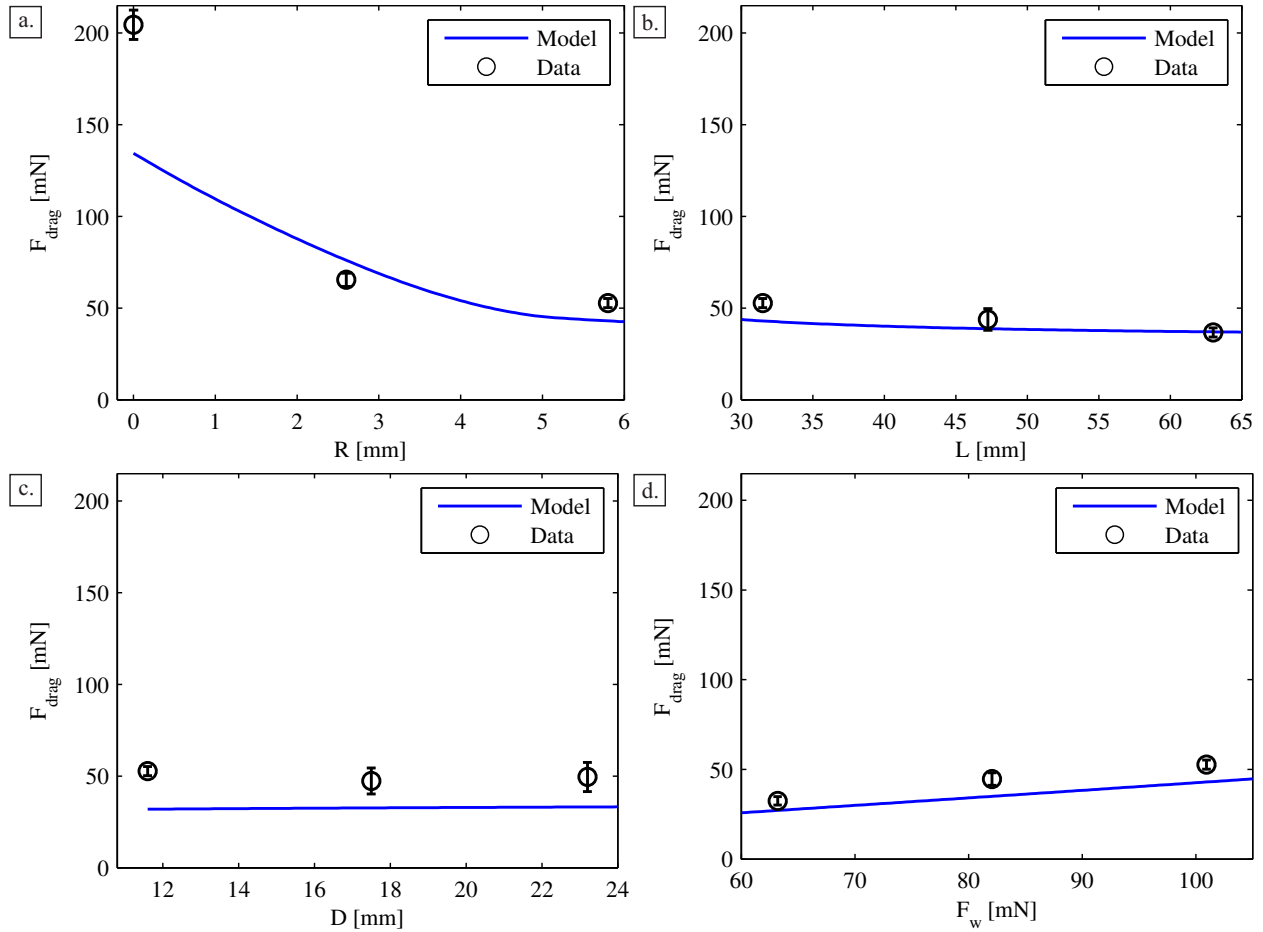 a.
200
150
100
50
0
F_drag [mN]
0 1 2 3 4 5 6
R [mm]
Model
Data
b.
200
150
100
50
0
F_drag [mN]
30 35 40 45 50 55 60 65
L [mm]
Model
Data
c.
200
150
100
50
0
F_drag [mN]
12 14 16 18 20 22 24
D [mm]
Model
Data
d.
200
150
100
50
0
F_drag [mN]
60 70 80 90 100
F_w [mN]
Model
Data